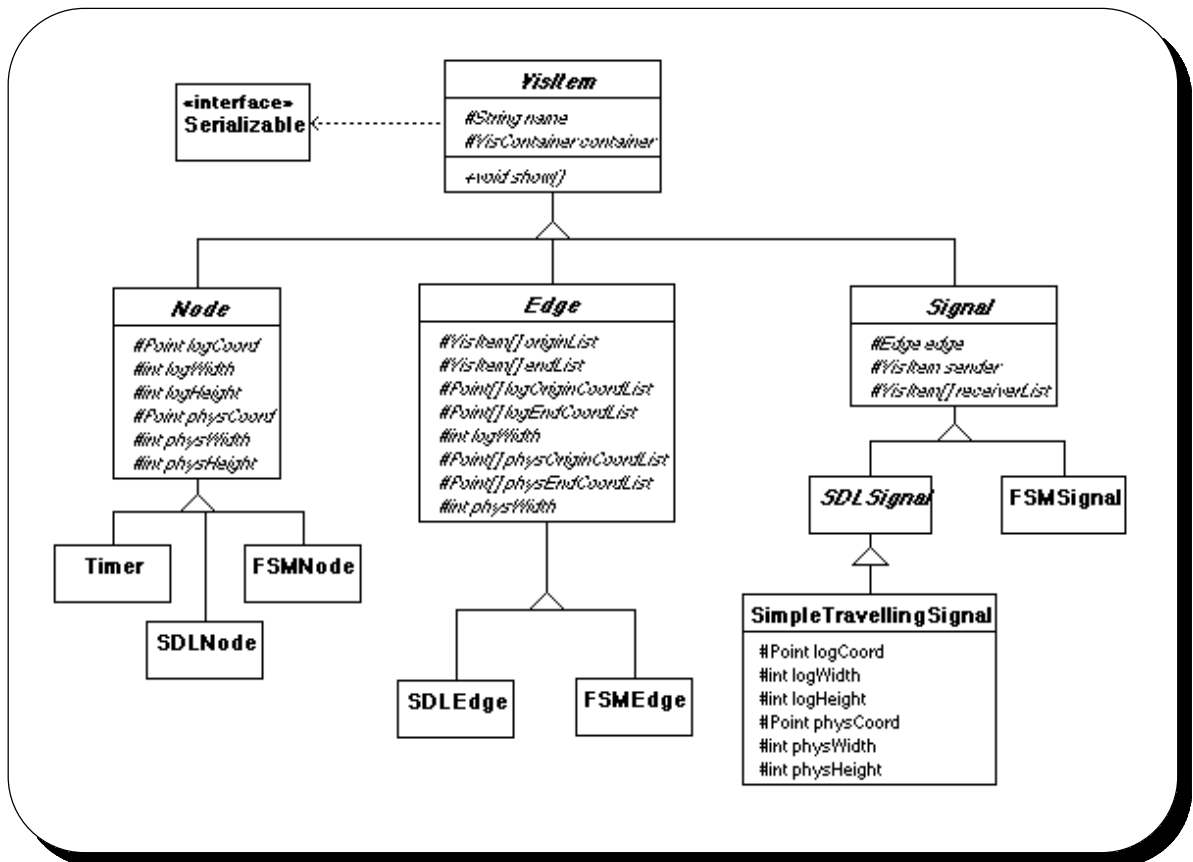 «interface»
Serializable
VisItem
#String name
#VisContainer container
+void show()
Node
#Point logCoord
#int logWidth
#int logHeight
#Point physCoord
#int physWidth
#int physHeight
Edge
#VisItem[] originList
#VisItem[] endList
#Point[] logOriginCoordList
#Point[] logEndCoordList
#int logWidth
#Point[] physOriginCoordList
#Point[] physEndCoordList
#int physWidth
Signal
#Edge edge
#VisItem sender
#VisItem[] receiverList
Timer
FSMNode
SDLNode
SDLEdge
FSMEdge
SDLSignal
FSMSignal
SimpleTravellingSignal
#Point logCoord
#int logWidth
#int logHeight
#Point physCoord
#int physWidth
#int physHeight